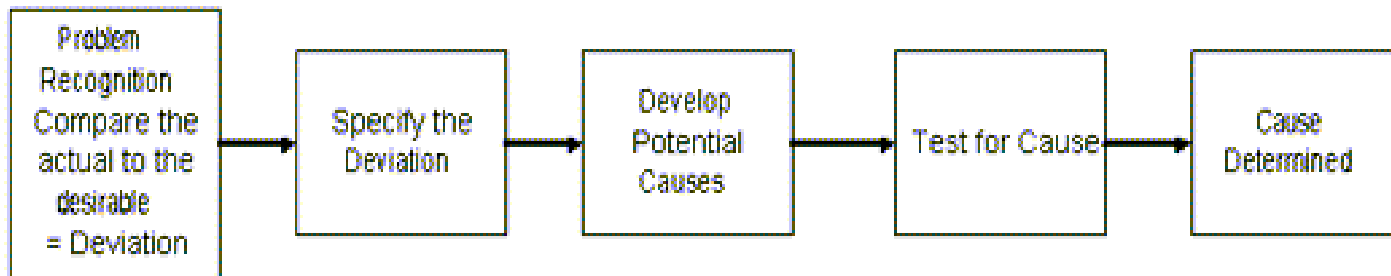 Problem
Recognition
Compare the
actual to the
desirable
= Deviation
Specify the
Deviation
Develop
Potential
Causes
Test for Cause
Cause
Determined